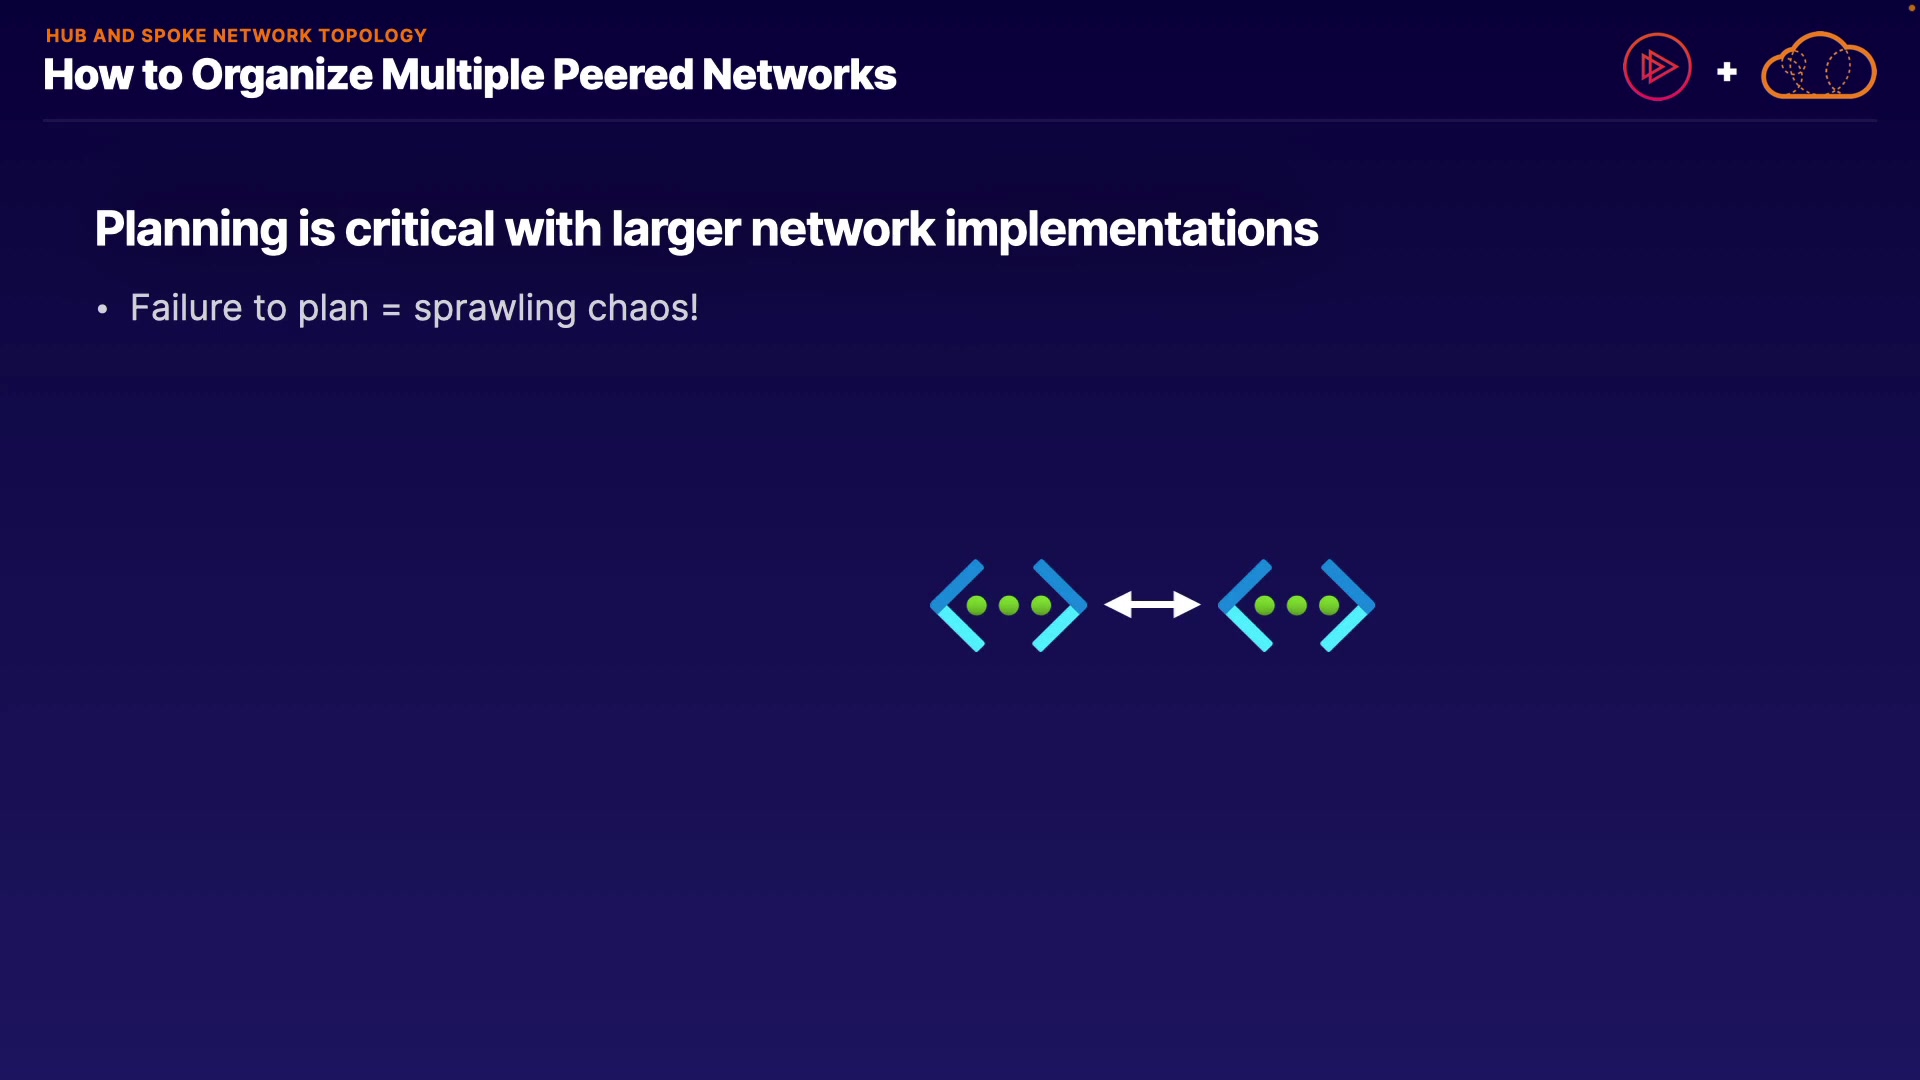 HUB AND SPOKE NETWORK TOPOLOGY
How to Organize Multiple Peered Networks
+
Planning is critical with larger network implementations
• Failure to plan = sprawling chaos!